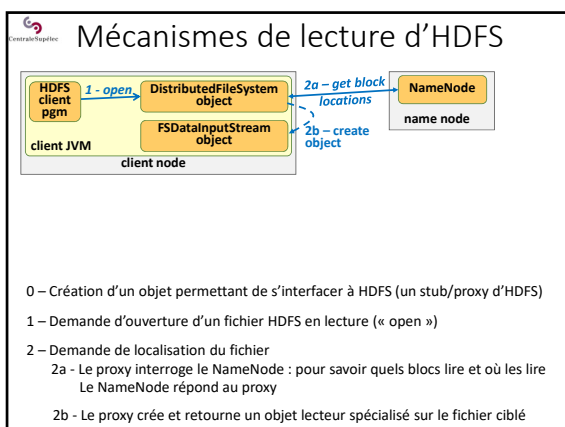 CentraleSupélec
Mécanismes de lecture d’HDFS
HDFS client pgm
1 - open
DistributedFileSystem object
2a – get block locations
NameNode
name node
FSDataInputStream object
2b – create object
client JVM
client node
0 – Création d’un objet permettant de s’interfacer à HDFS (un stub/proxy d’HDFS)
1 – Demande d’ouverture d’un fichier HDFS en lecture (« open »)
2 – Demande de localisation du fichier
2a - Le proxy interroge le NameNode : pour savoir quels blocs lire et où les lire
Le NameNode répond au proxy
2b - Le proxy crée et retourne un objet lecteur spécialisé sur le fichier ciblé